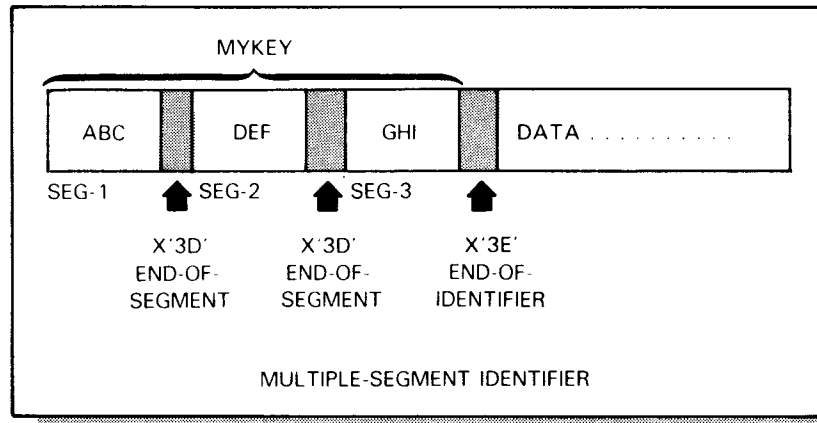 MYKEY
ABC DEF GHI DATA . . . . . . . . . .
SEG-1 SEG-2 SEG-3
X'3D' X'3D' X'3E'
END-OF- END-OF- END-OF-
SEGMENT SEGMENT IDENTIFIER
MULTIPLE-SEGMENT IDENTIFIER